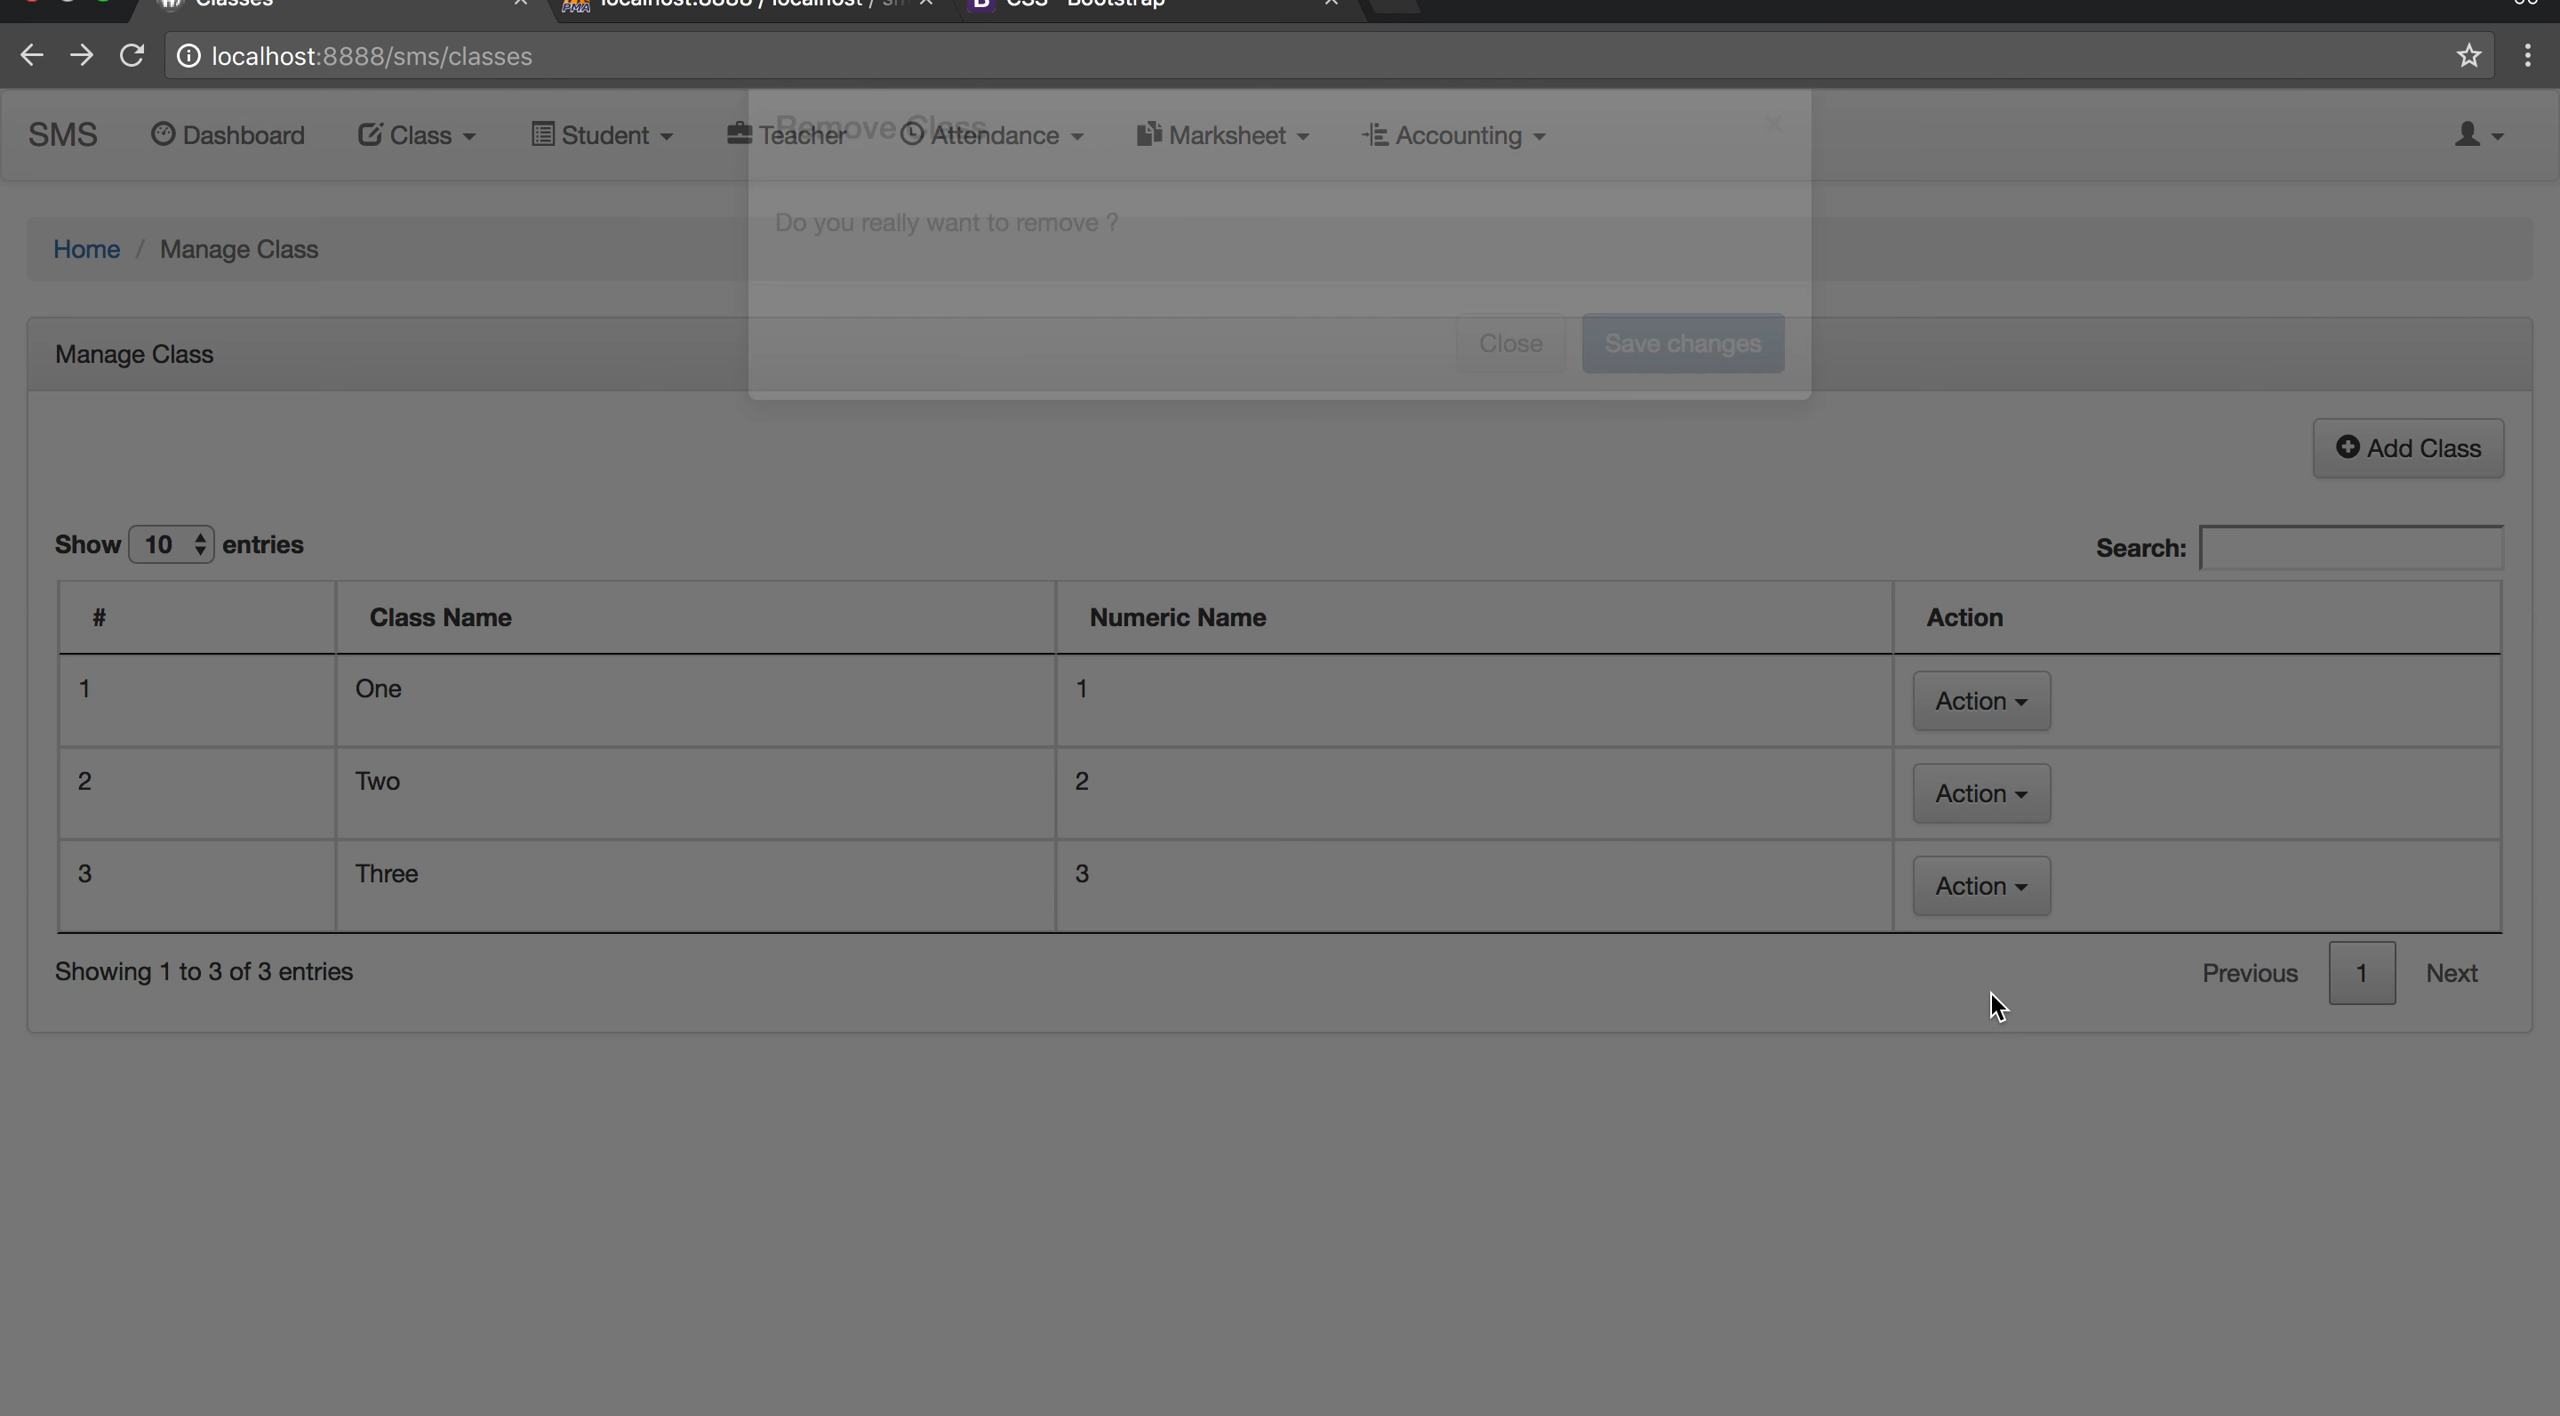 Classes
localhost:8888 / localhost / sm
CSS · Bootstrap
localhost:8888/sms/classes
SMS Dashboard Class Student Teacher Attendance Marksheet Accounting
Remove Class
Do you really want to remove ?
Close Save changes
Home / Manage Class
Manage Class
Add Class
Show 10 entries Search:
# Class Name Numeric Name Action
1 One 1 Action
2 Two 2 Action
3 Three 3 Action
Showing 1 to 3 of 3 entries Previous 1 Next